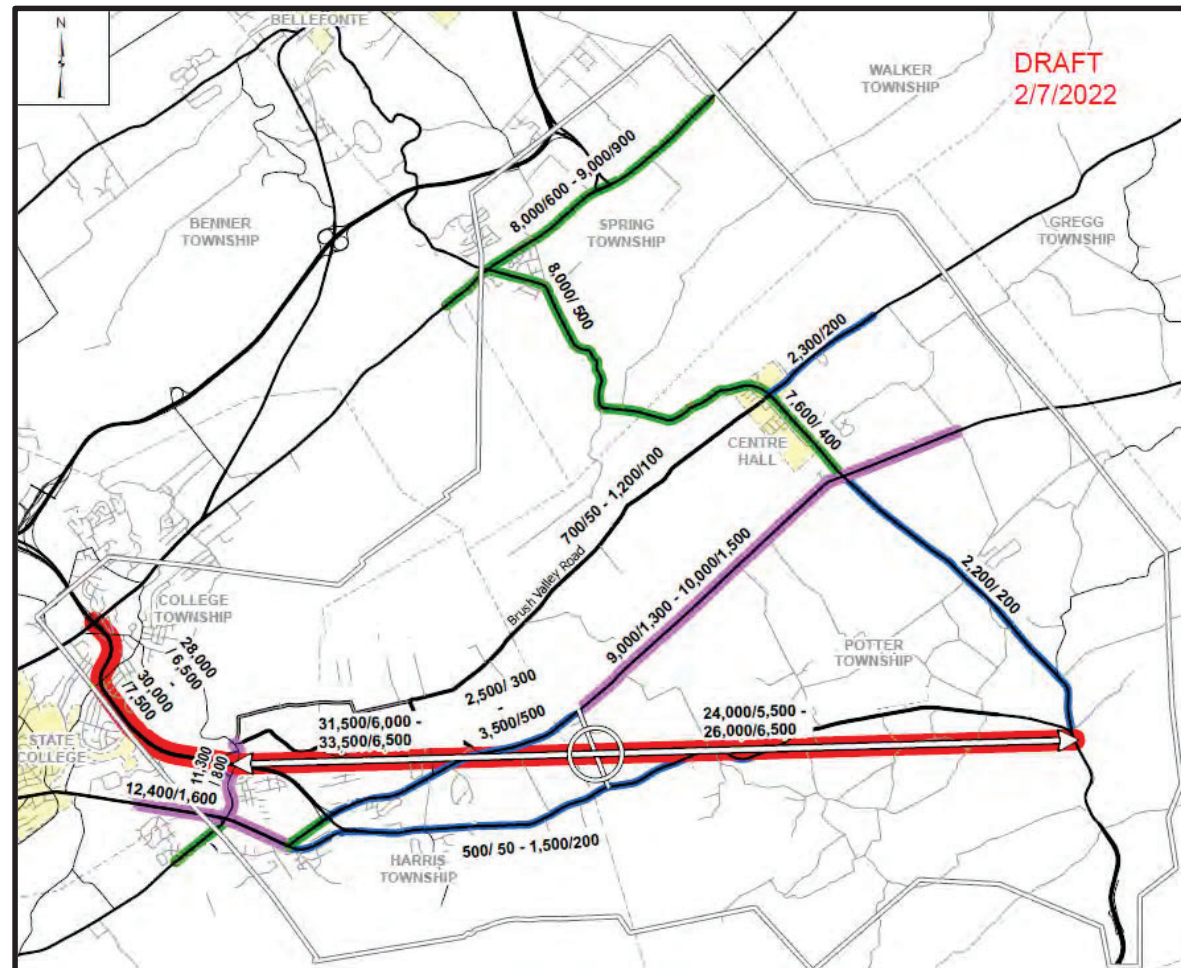 N
BELLEFONTE
DRAFT
2/7/2022
WALKER
TOWNSHIP
8,000/600 - 9,000/900
BENNER
TOWNSHIP
SPRING
TOWNSHIP
GREGG
TOWNSHIP
8,000/ 500
2,300/200
7,600/ 400
CENTRE
HALL
700/50 - 1,200/100
Brush Valley Road
9,000/1,300 - 10,000/1,500
2,200/ 200
COLLEGE
TOWNSHIP
28,000
/ 6,500
-
30,000
/7,500
POTTER
TOWNSHIP
2,500/ 300
-
3,500/500
31,500/6,000 -
33,500/6,500
24,000/5,500 -
26,000/6,500
STATE
COLLEGE
11,300
/ 800
12,400/1,600
500/ 50 - 1,500/200
HARRIS
TOWNSHIP